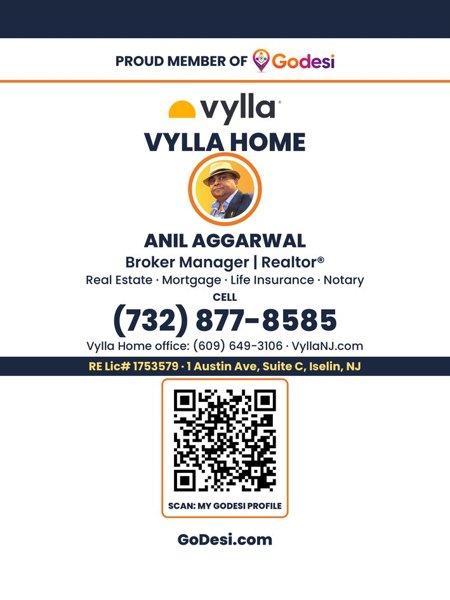 PROUD MEMBER OF Godesi
vylla
VYLLA HOME
ANIL AGGARWAL
Broker Manager | Realtor®
Real Estate · Mortgage · Life Insurance · Notary
CELL
(732) 877-8585
Vylla Home office: (609) 649-3106 · VyllaNJ.com
RE Lic# 1753579 · 1 Austin Ave, Suite C, Iselin, NJ
SCAN: MY GODESI PROFILE
GoDesi.com